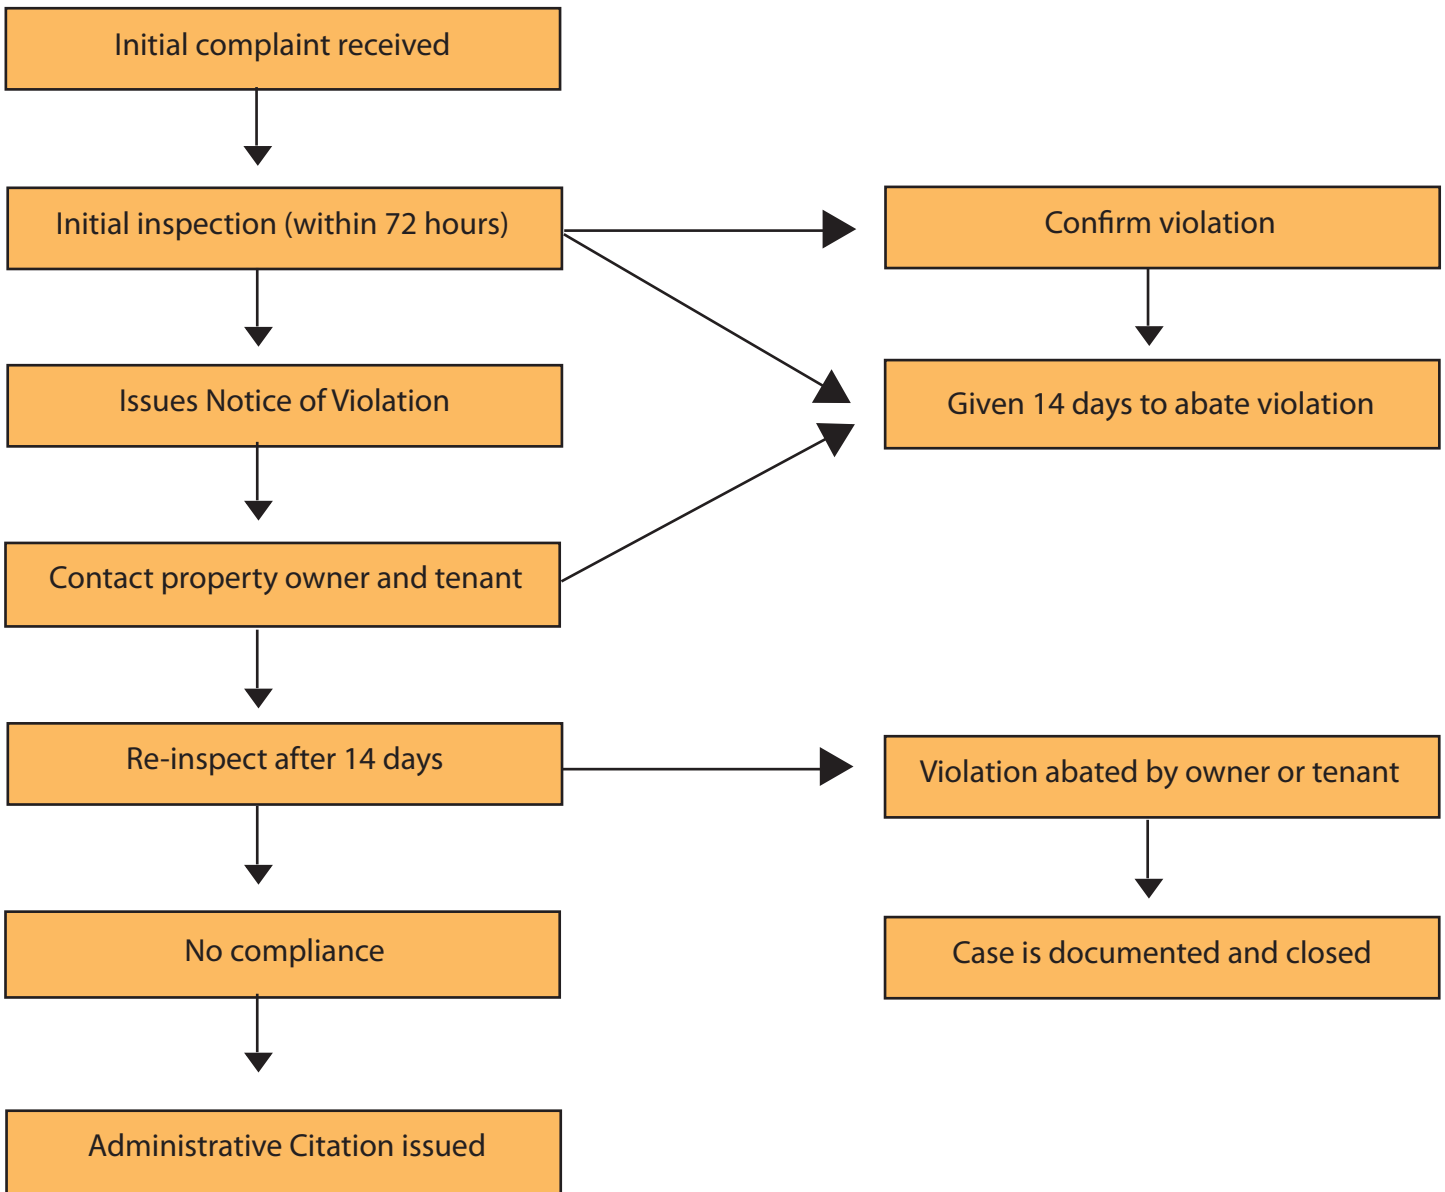 Initial complaint received
Initial inspection (within 72 hours)
Confirm violation
Issues Notice of Violation
Given 14 days to abate violation
Contact property owner and tenant
Re-inspect after 14 days
Violation abated by owner or tenant
No compliance
Case is documented and closed
Administrative Citation issued